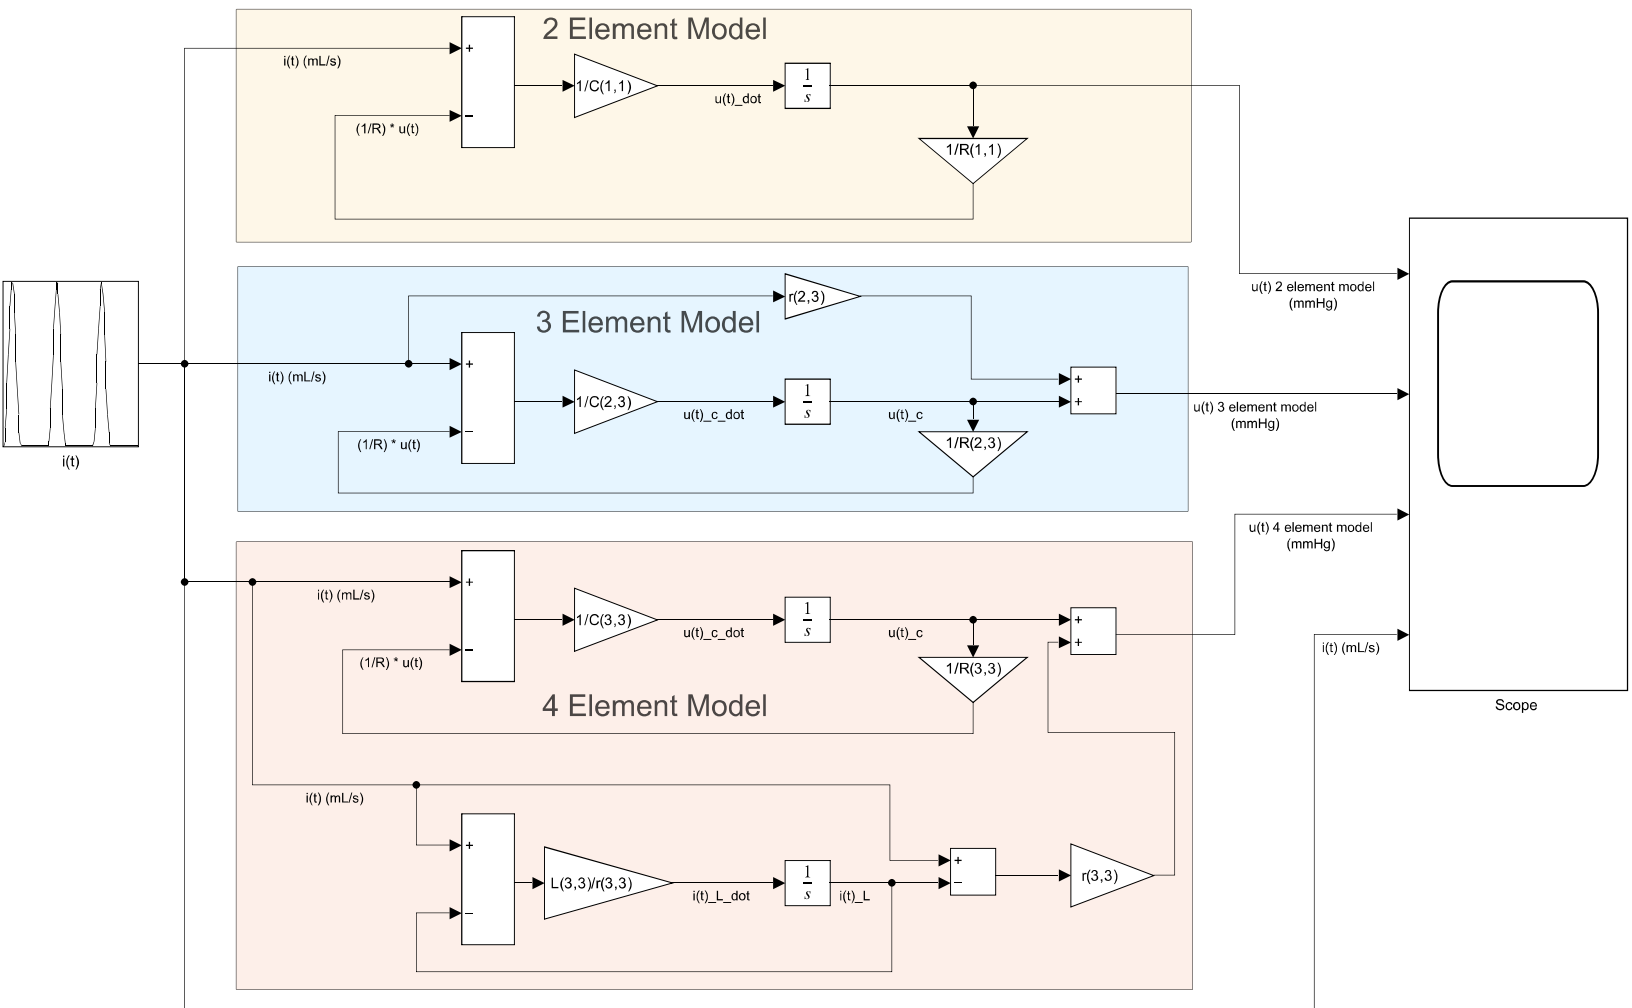 2 Element Model
+
i(t) (mL/s)
1/C(1,1)
u(t)_dot
1
s
(1/R) * u(t)
−
1/R(1,1)
u(t) 2 element model
(mmHg)
r(2,3)
3 Element Model
+
i(t) (mL/s)
1/C(2,3)
u(t)_c_dot
1
s
u(t)_c
+
+
u(t) 3 element model
(mmHg)
(1/R) * u(t)
−
1/R(2,3)
i(t)
u(t) 4 element model
(mmHg)
+
i(t) (mL/s)
1/C(3,3)
u(t)_c_dot
1
s
u(t)_c
+
+
i(t) (mL/s)
(1/R) * u(t)
−
1/R(3,3)
4 Element Model
Scope
i(t) (mL/s)
+
L(3,3)/r(3,3)
i(t)_L_dot
1
s
i(t)_L
+
−
r(3,3)
−